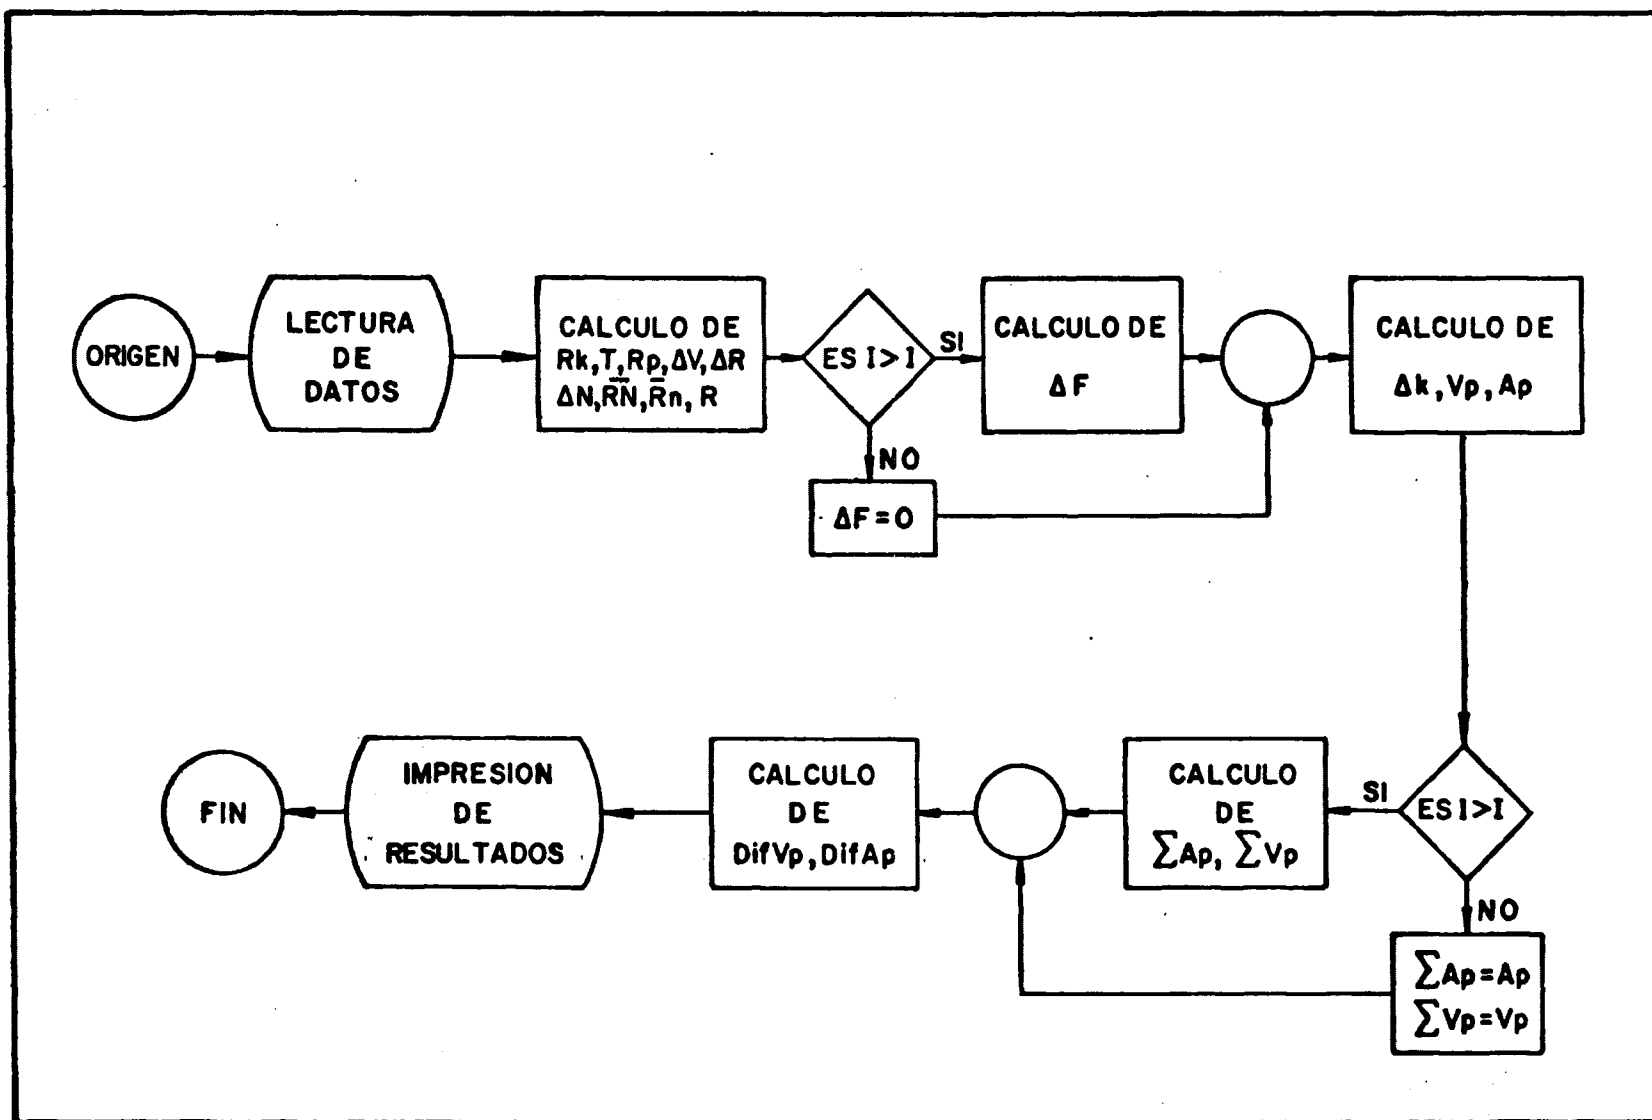 ORIGEN
LECTURA
DE
DATOS
CALCULO DE
Rk, T, Rp, ΔV, ΔR
ΔN, R̅N̅, R̅n, R
ES I > I
SI
NO
ΔF = O
CALCULO DE
ΔF
CALCULO DE
Δk, Vp, Ap
ES I > I
SI
NO
∑Ap = Ap
∑Vp = Vp
CALCULO
DE
∑Ap, ∑Vp
CALCULO
DE
DifVp, DifAp
IMPRESION
DE
RESULTADOS
FIN